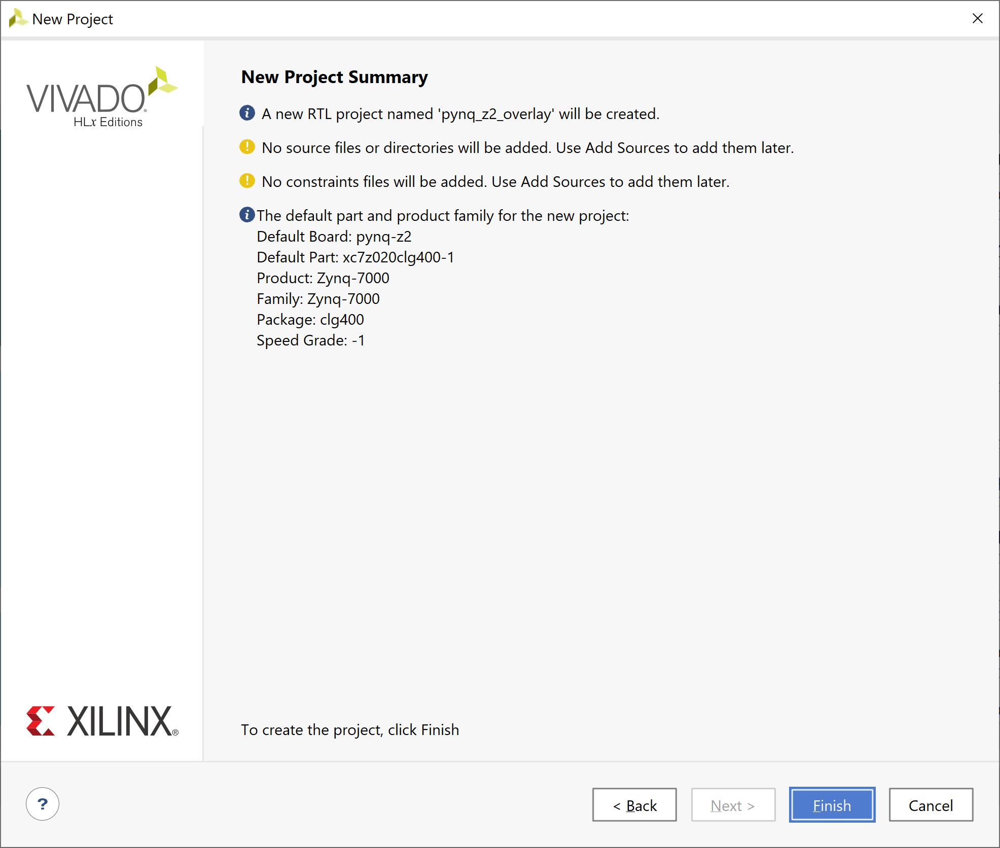 New Project
VIVADO®
HLx Editions
New Project Summary
i A new RTL project named 'pynq_z2_overlay' will be created.
! No source files or directories will be added. Use Add Sources to add them later.
! No constraints files will be added. Use Add Sources to add them later.
i The default part and product family for the new project:
Default Board: pynq-z2
Default Part: xc7z020clg400-1
Product: Zynq-7000
Family: Zynq-7000
Package: clg400
Speed Grade: -1
XILINX®
To create the project, click Finish
?
< Back
Next >
Finish
Cancel